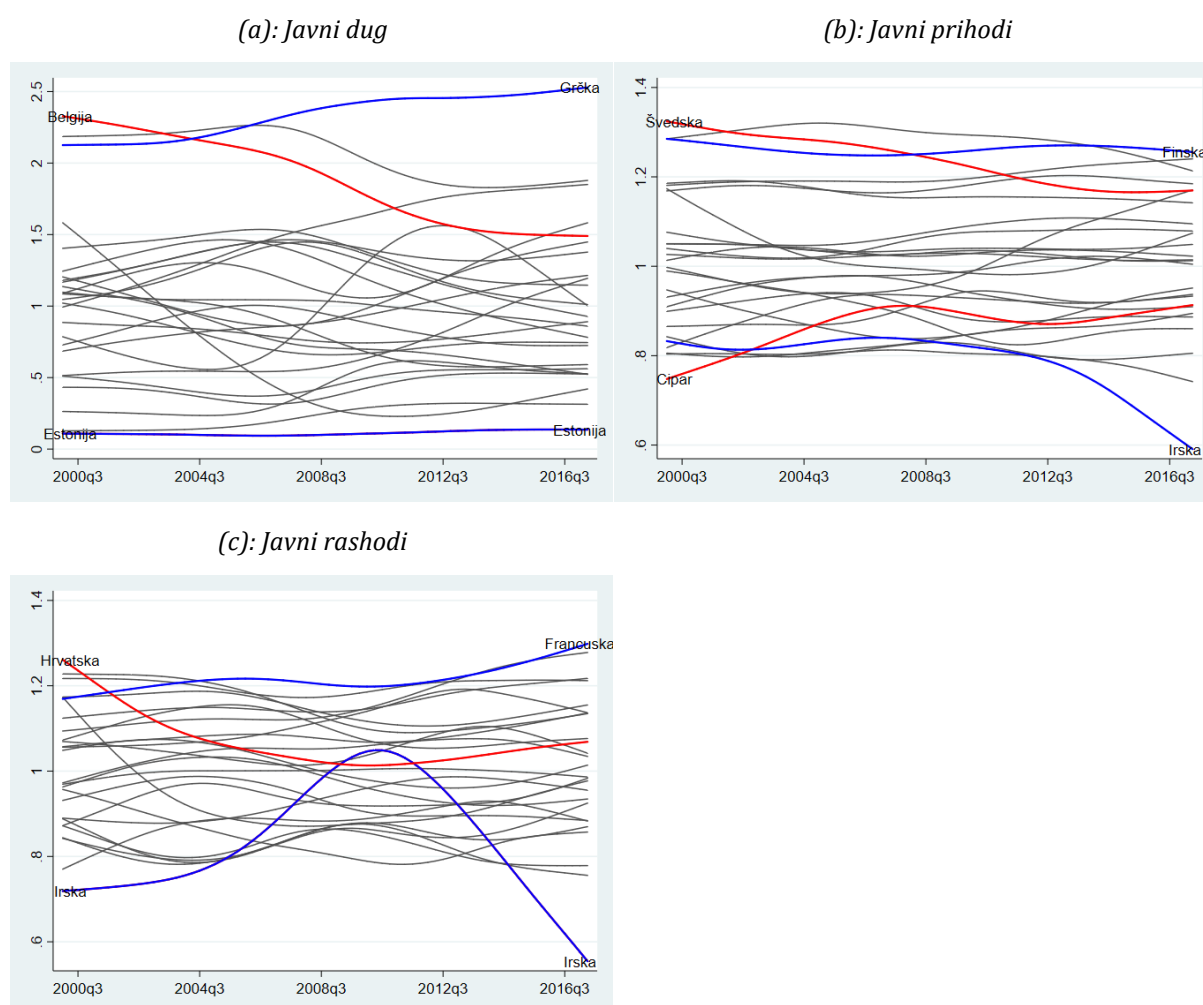 (a): Javni dug
(b): Javni prihodi
2.5
2
1.5
1
.5
0
Belgija
Grčka
Estonija
Estonija
2000q3 2004q3 2008q3 2012q3 2016q3
1.4
1.2
1
.8
.6
Švedska
Finska
Cipar
Irska
2000q3 2004q3 2008q3 2012q3 2016q3
(c): Javni rashodi
1.4
1.2
1
.8
.6
Hrvatska
Francuska
Irska
Irska
2000q3 2004q3 2008q3 2012q3 2016q3